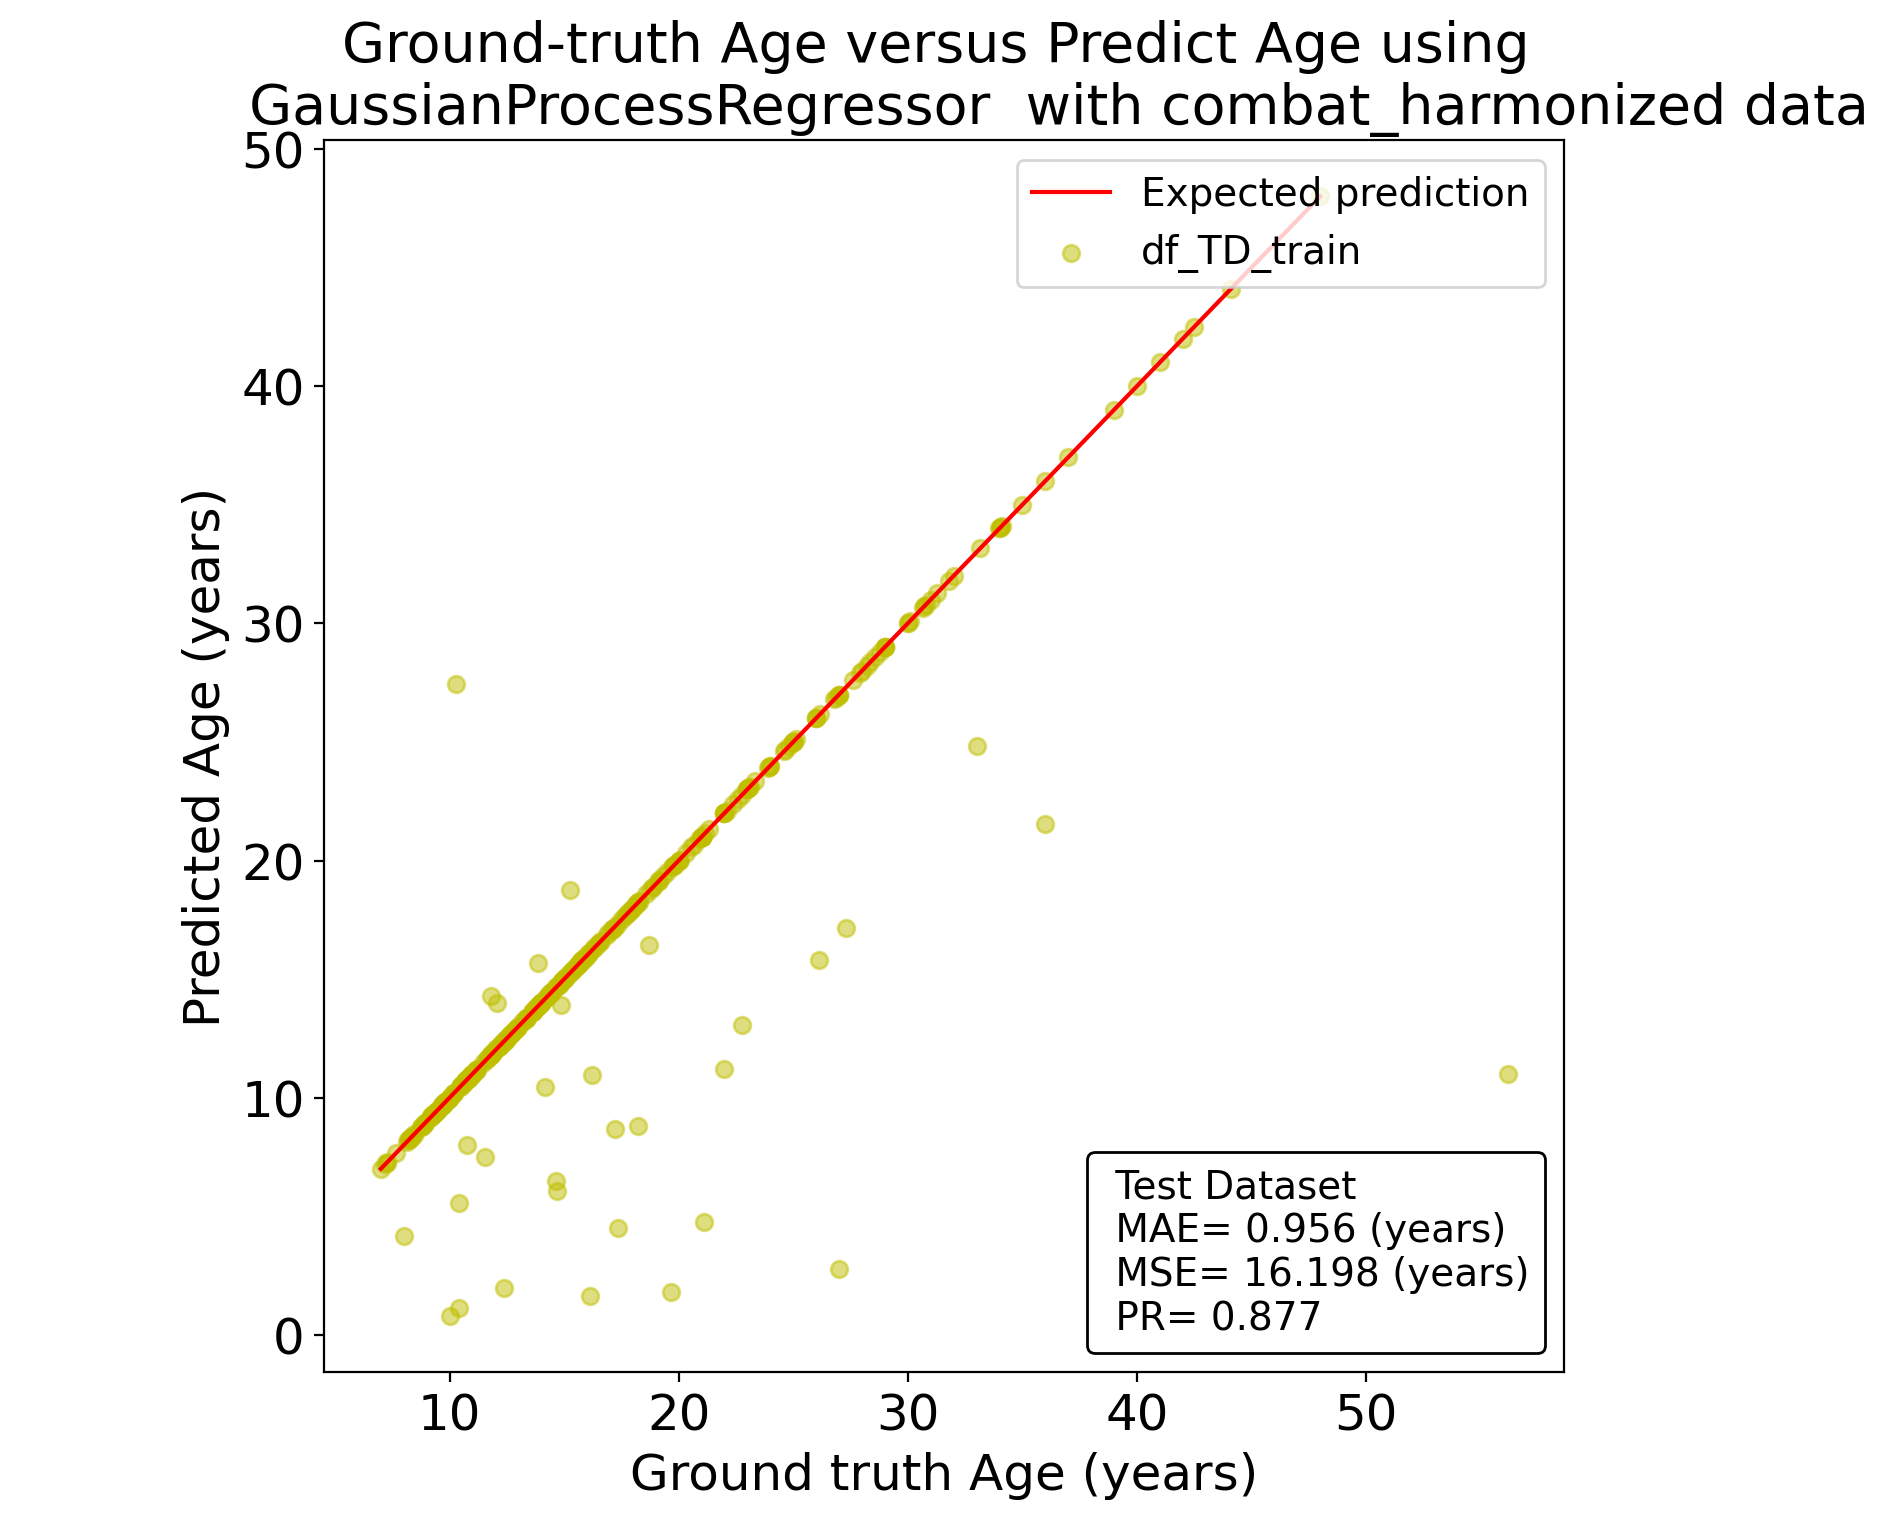 Ground-truth Age versus Predict Age using
GaussianProcessRegressor  with combat_harmonized data
Expected prediction
df_TD_train
Predicted Age (years)
50
40
30
20
10
0
Test Dataset
MAE= 0.956 (years)
MSE= 16.198 (years)
PR= 0.877
10 20 30 40 50
Ground truth Age (years)